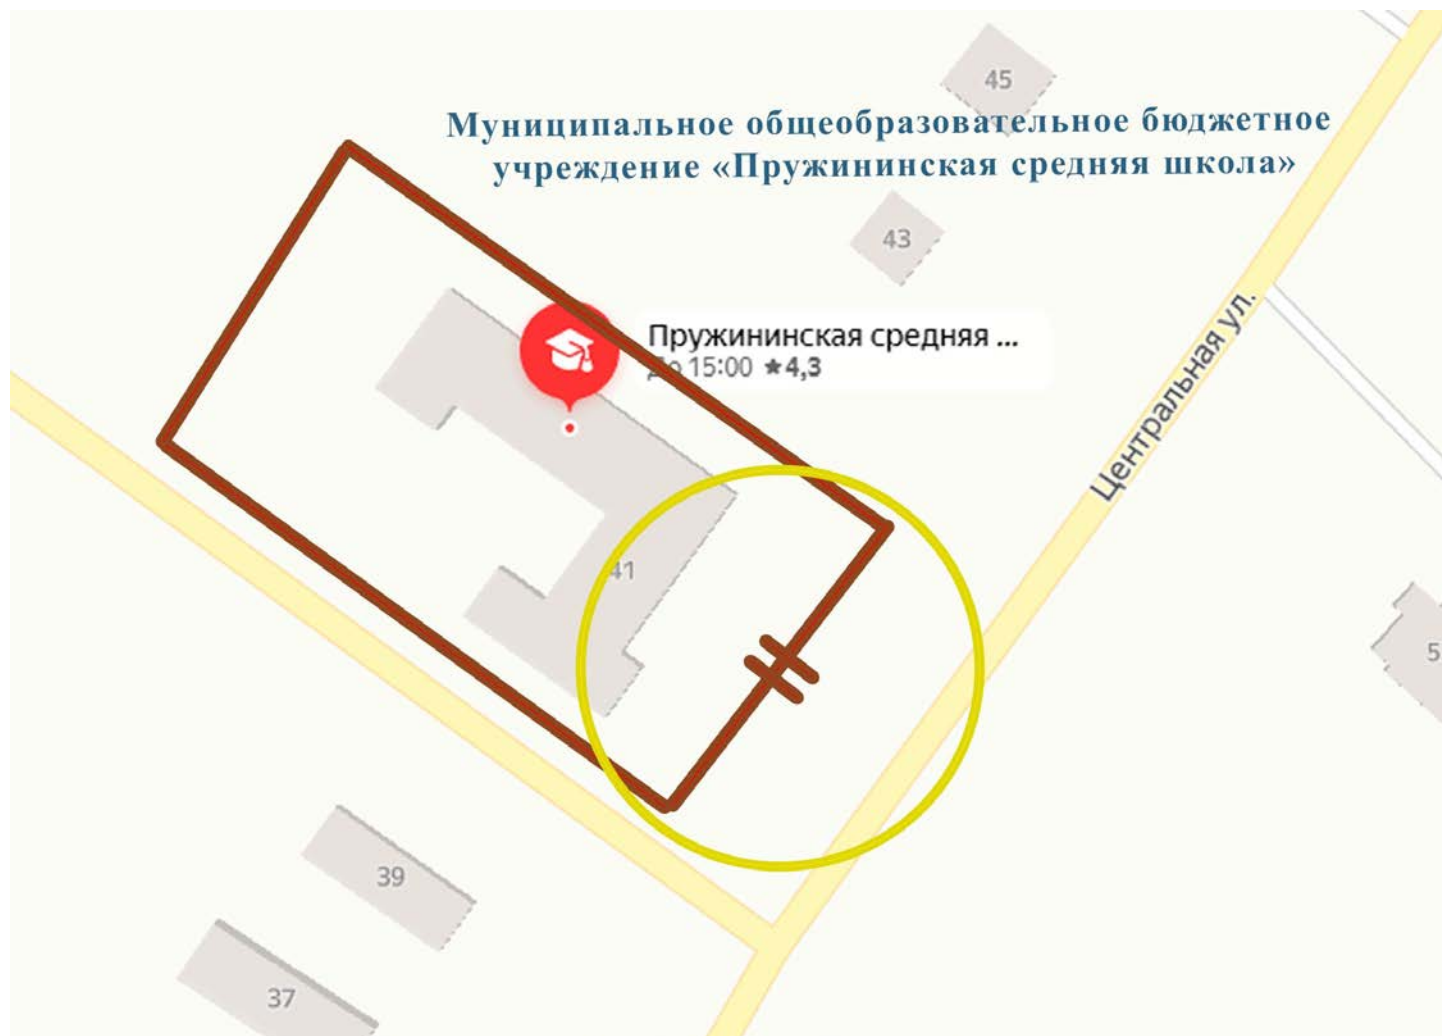 45
Муниципальное общеобразовательное бюджетное
учреждение «Пружининская средняя школа»
43
Пружининская средняя ...
До 15:00 ★4,3
Центральная ул.
41
5
39
37